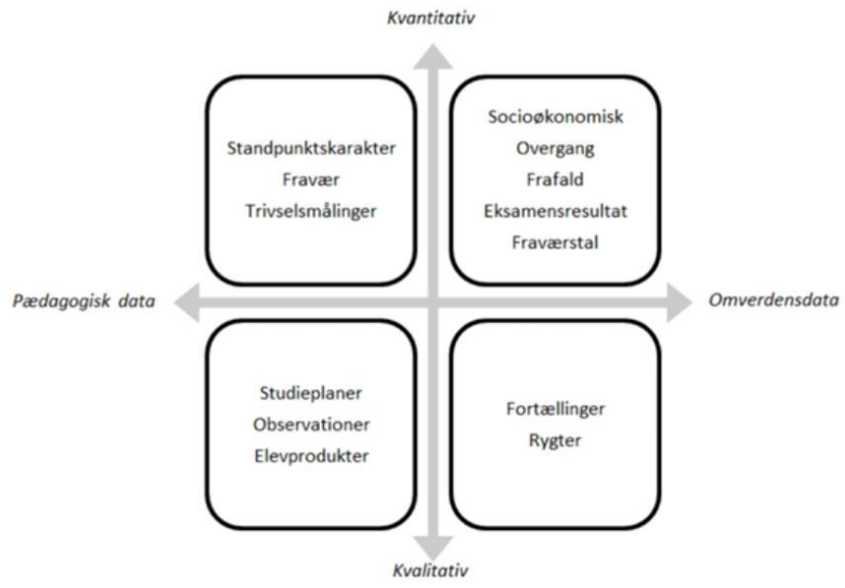 Kvantitativ
Standpunktskarakter
Fravær
Trivselsmålinger
Socioøkonomisk
Overgang
Frafald
Eksamensresultat
Fraværstal
Pædagogisk data
Omverdensdata
Studieplaner
Observationer
Elevprodukter
Fortællinger
Rygter
Kvalitativ